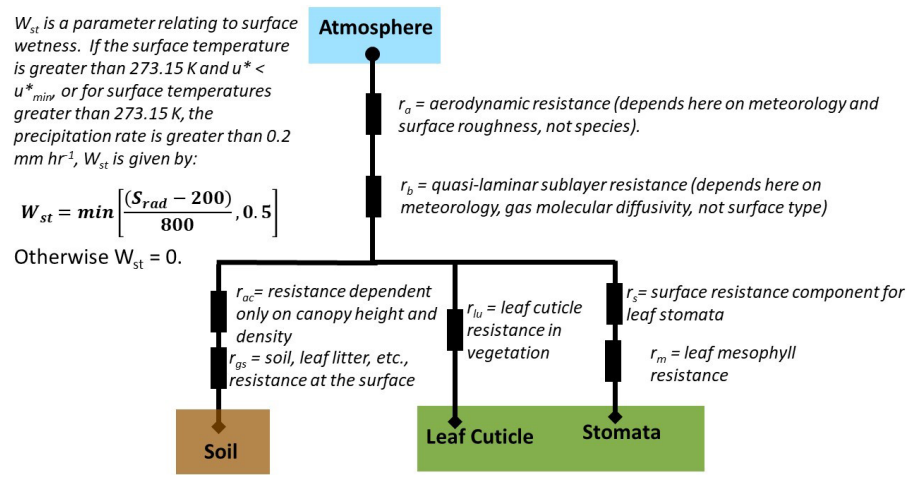 W_st is a parameter relating to surface
wetness. If the surface temperature
is greater than 273.15 K and u* <
u*_min, or for surface temperatures
greater than 273.15 K, the
precipitation rate is greater than 0.2
mm hr⁻¹, W_st is given by:
W_st = min[(S_rad − 200)/800, 0.5]
Otherwise W_st = 0.
Atmosphere
r_a = aerodynamic resistance (depends here on meteorology and
surface roughness, not species).
r_b = quasi-laminar sublayer resistance (depends here on
meteorology, gas molecular diffusivity, not surface type)
r_ac= resistance dependent
only on canopy height and
density
r_gs = soil, leaf litter, etc.,
resistance at the surface
r_lu = leaf cuticle
resistance in
vegetation
r_s= surface resistance component for
leaf stomata
r_m = leaf mesophyll
resistance
Soil
Leaf Cuticle
Stomata